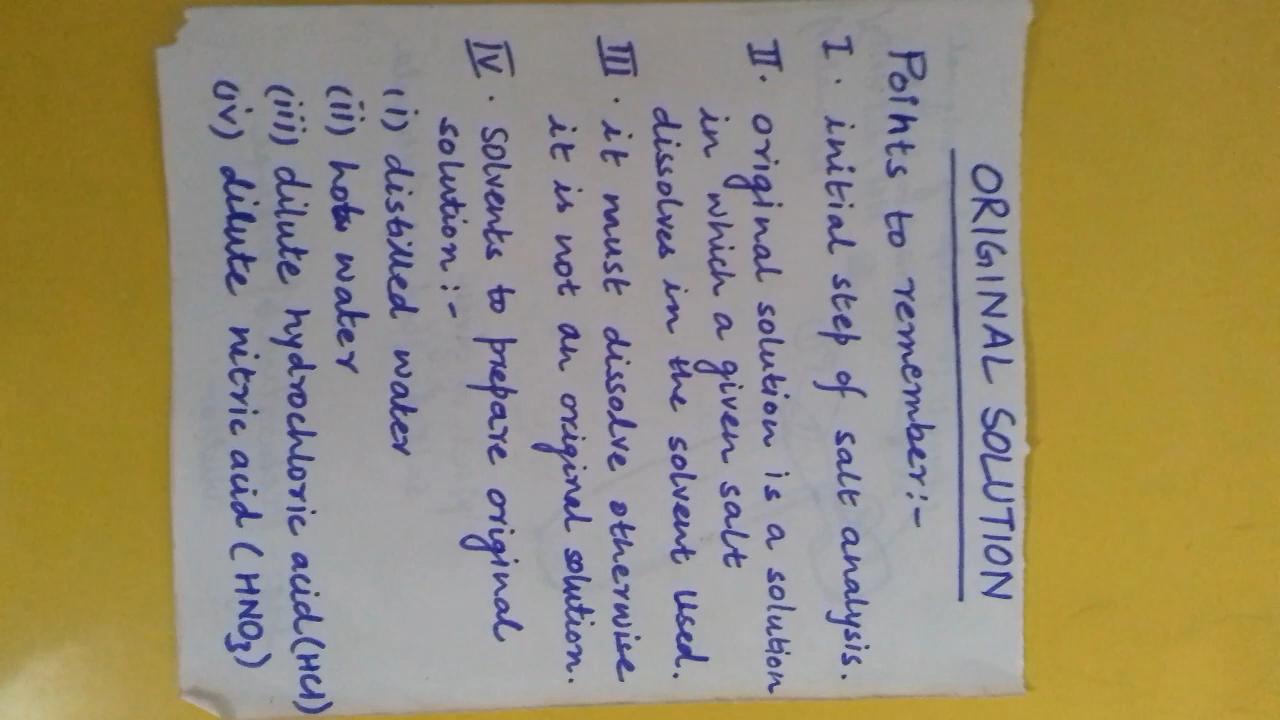 ORIGINAL SOLUTION
Points to remember:-
I. initial step of salt analysis.
II. original solution is a solution
in which a given salt
dissolves in the solvent used.
III. it must dissolve otherwise
it is not an original solution.
IV. solvents to prepare original
solution:-
(i) distilled water
(ii) hot water
(iii) dilute hydrochloric acid (HCl)
(iv) dilute nitric acid (HNO₃)